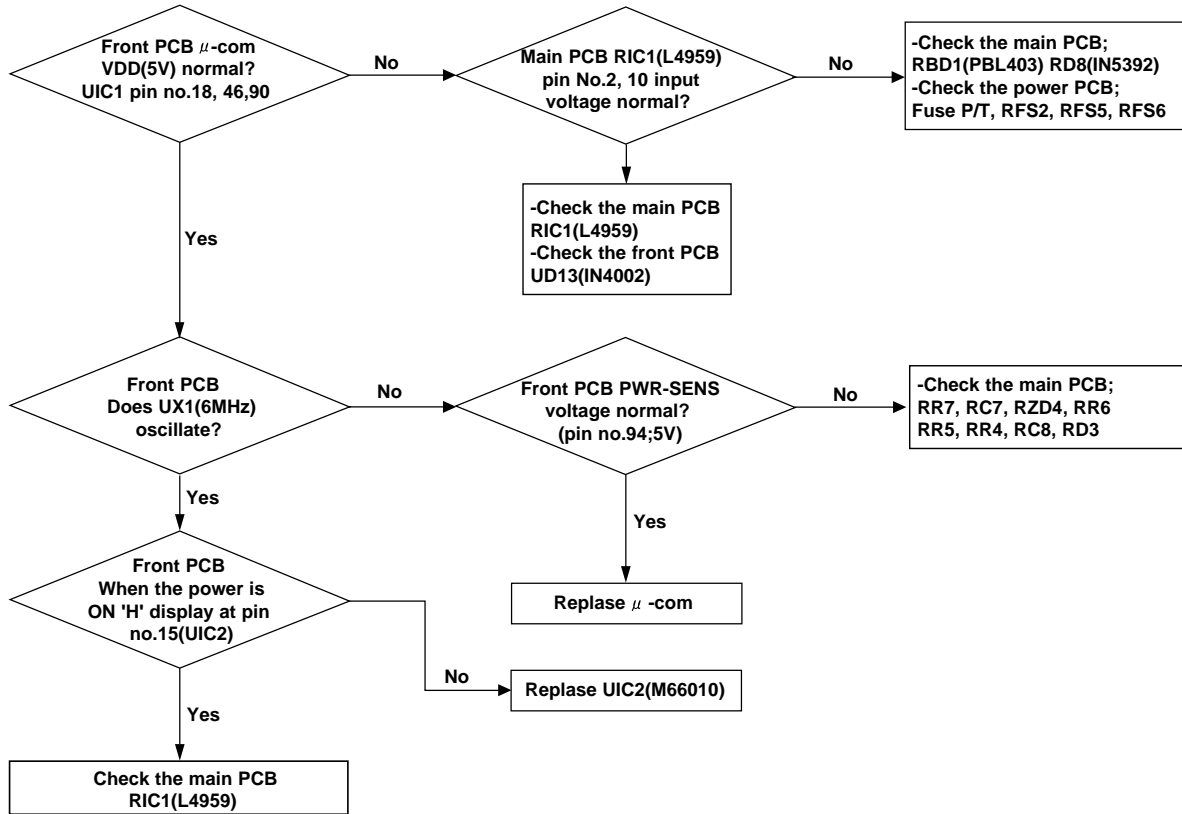 Front PCB μ-com
VDD(5V) normal?
UIC1 pin no.18, 46,90
No
Main PCB RIC1(L4959)
pin No.2, 10 input
voltage normal?
No
-Check the main PCB;
RBD1(PBL403) RD8(IN5392)
-Check the power PCB;
Fuse P/T, RFS2, RFS5, RFS6
Yes
-Check the main PCB
RIC1(L4959)
-Check the front PCB
UD13(IN4002)
Front PCB
Does UX1(6MHz)
oscillate?
No
Front PCB PWR-SENS
voltage normal?
(pin no.94;5V)
No
-Check the main PCB;
RR7, RC7, RZD4, RR6
RR5, RR4, RC8, RD3
Yes
Yes
Front PCB
When the power is
ON 'H' display at pin
no.15(UIC2)
Replase μ -com
No
Replase UIC2(M66010)
Yes
Check the main PCB
RIC1(L4959)